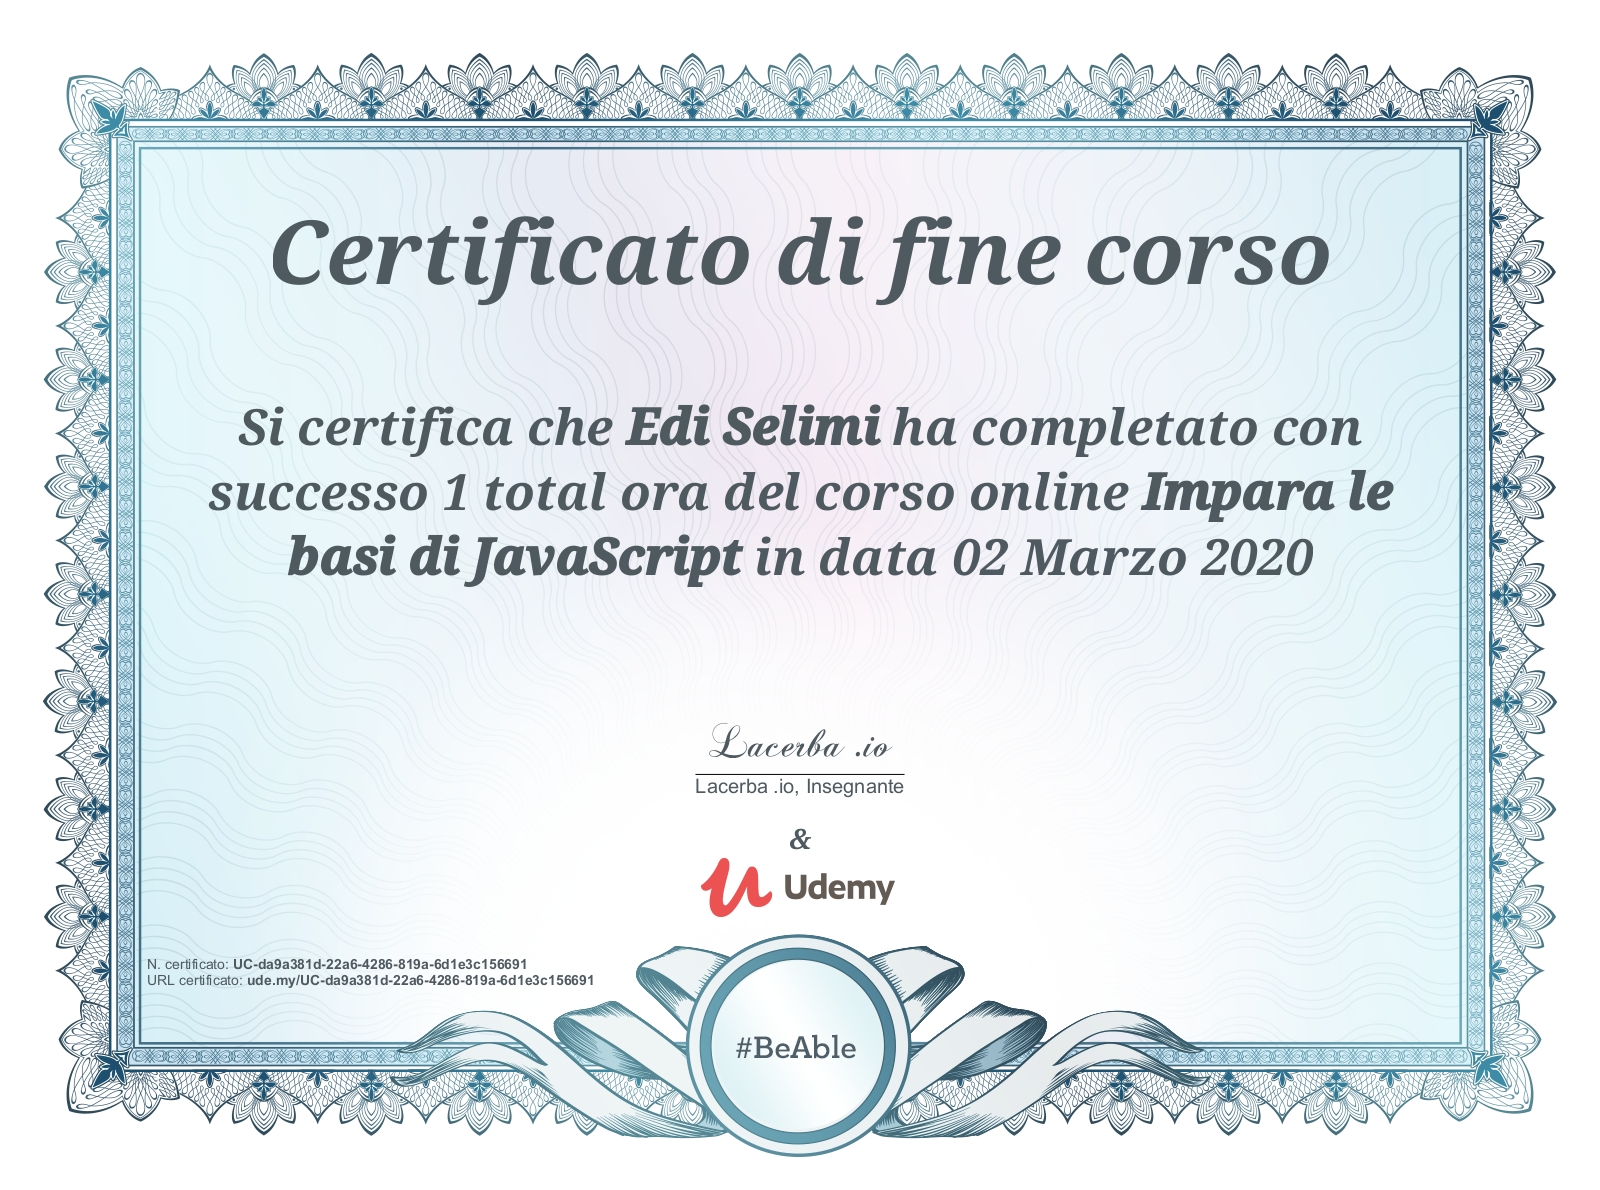 Certificato di fine corso
Si certifica che Edi Selimi ha completato con
successo 1 total ora del corso online Impara le
basi di JavaScript in data 02 Marzo 2020
Lacerba .io
Lacerba .io, Insegnante
&
Udemy
N. certificato: UC-da9a381d-22a6-4286-819a-6d1e3c156691
URL certificato: ude.my/UC-da9a381d-22a6-4286-819a-6d1e3c156691
#BeAble